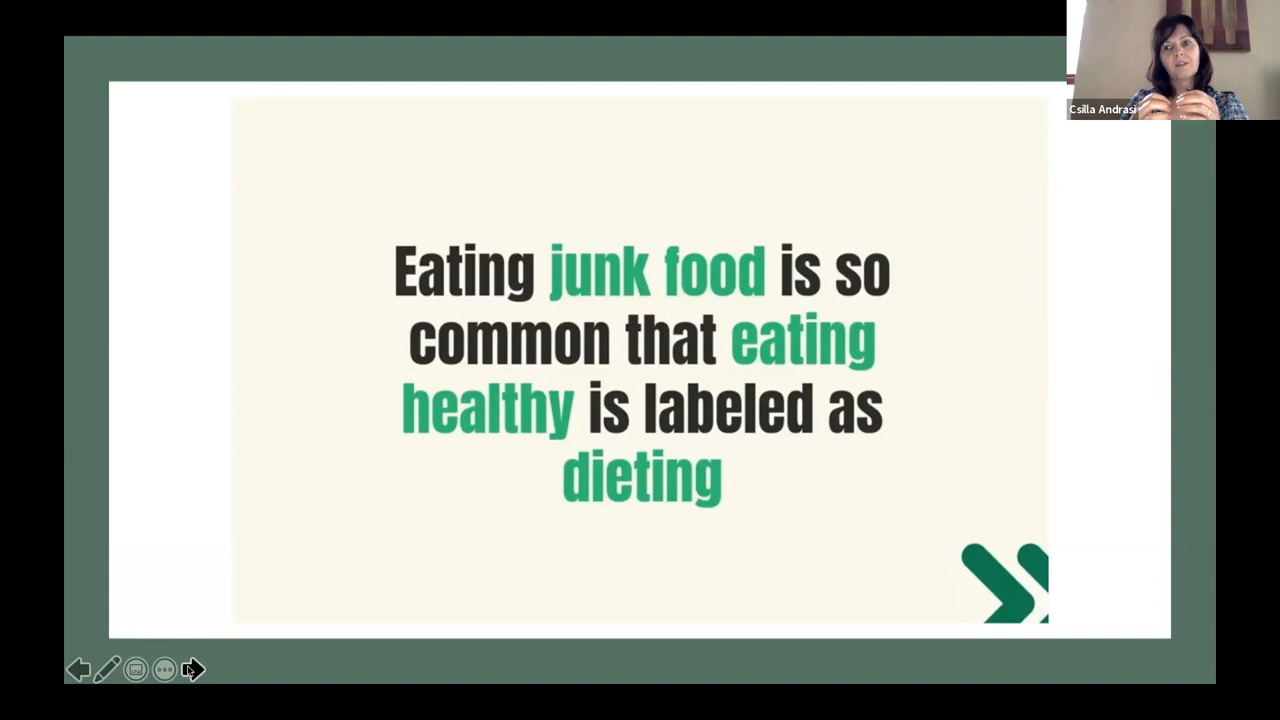 Csilla Andrasi
Eating junk food is so
common that eating
healthy is labeled as
dieting